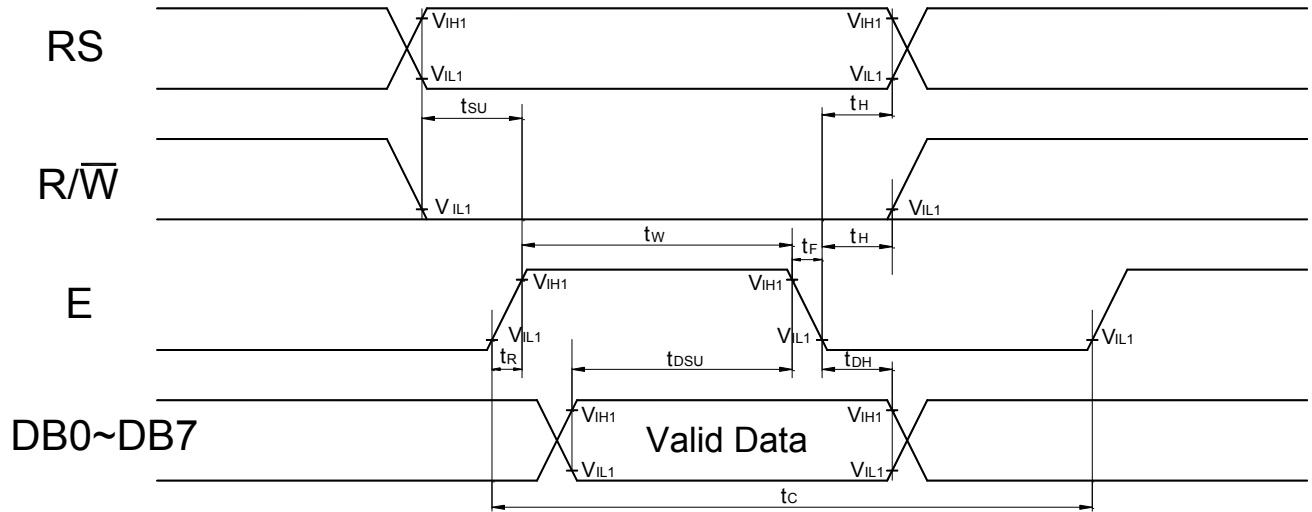 RS
VIH1
VIH1
VIL1
VIL1
tSU
tH
R/W̅
VIL1
VIL1
tW
tF
tH
E
VIH1
VIH1
VIL1
VIL1
VIL1
tR
tDSU
tDH
DB0~DB7
VIH1
VIH1
Valid Data
VIL1
VIL1
tC